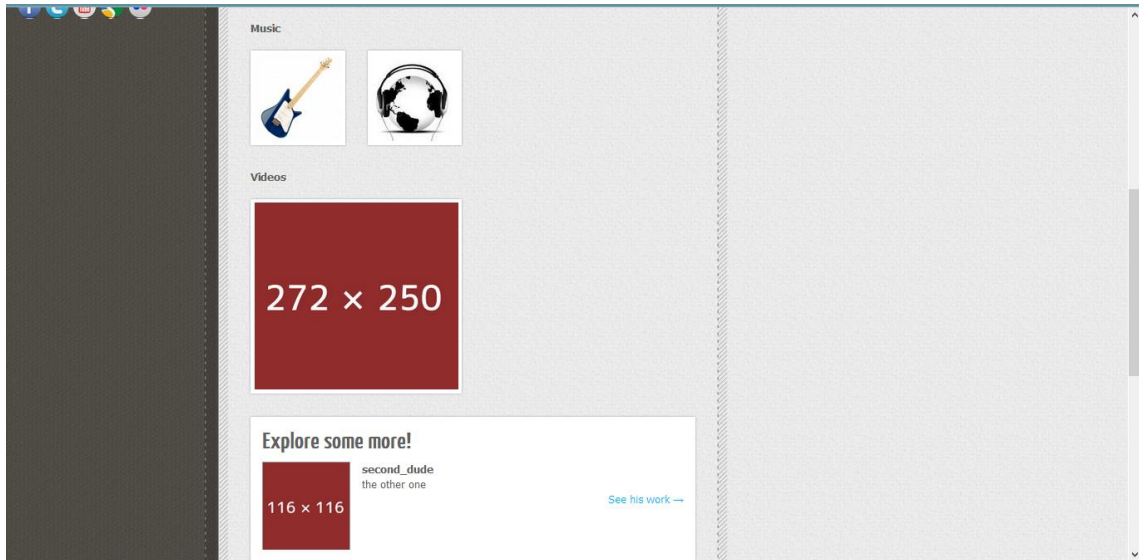 Music
Videos
272 × 250
Explore some more!
second_dude
the other one
116 × 116
See his work →